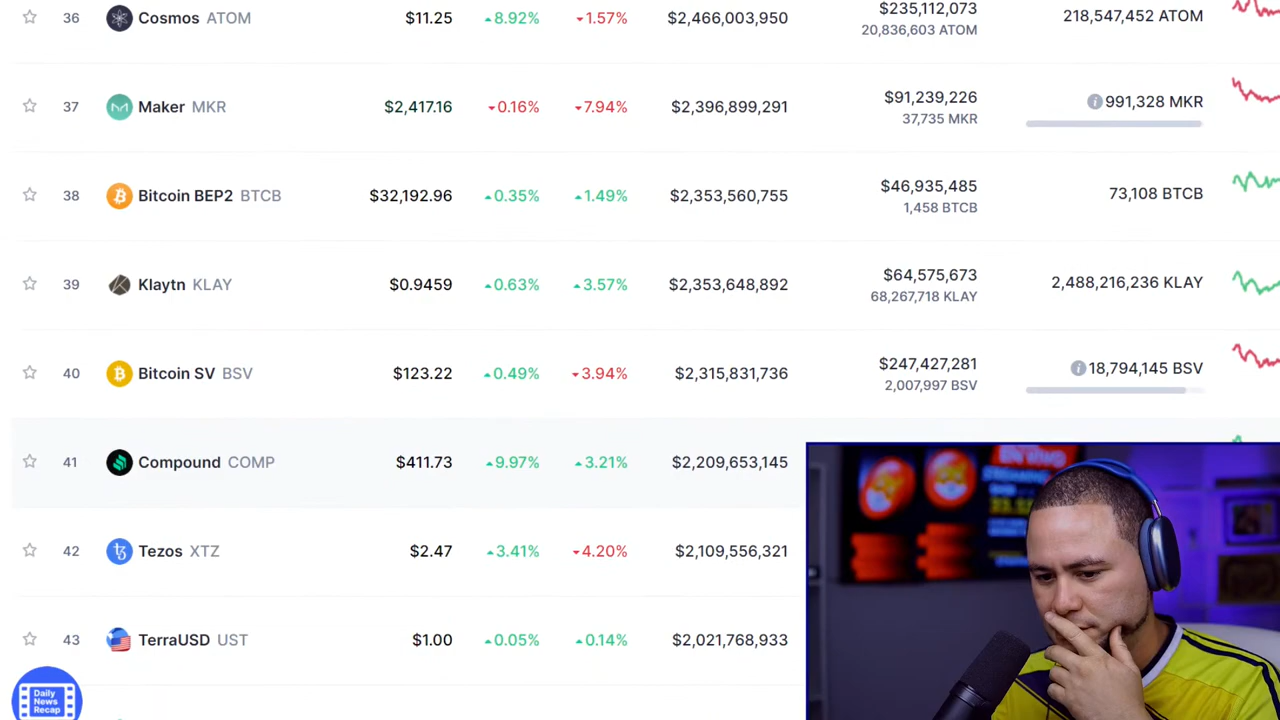 36 Cosmos ATOM $11.25 8.92% 1.57% $2,466,003,950 $235,112,073 218,547,452 ATOM
20,836,603 ATOM
37 Maker MKR $2,417.16 0.16% 7.94% $2,396,899,291 $91,239,226 991,328 MKR
37,735 MKR
38 Bitcoin BEP2 BTCB $32,192.96 0.35% 1.49% $2,353,560,755 $46,935,485 73,108 BTCB
1,458 BTCB
39 Klaytn KLAY $0.9459 0.63% 3.57% $2,353,648,892 $64,575,673 2,488,216,236 KLAY
68,267,718 KLAY
40 Bitcoin SV BSV $123.22 0.49% 3.94% $2,315,831,736 $247,427,281 18,794,145 BSV
2,007,997 BSV
41 Compound COMP $411.73 9.97% 3.21% $2,209,653,145
42 Tezos XTZ $2.47 3.41% 4.20% $2,109,556,321
43 TerraUSD UST $1.00 0.05% 0.14% $2,021,768,933
EN VIVO
Daily
News
Recap